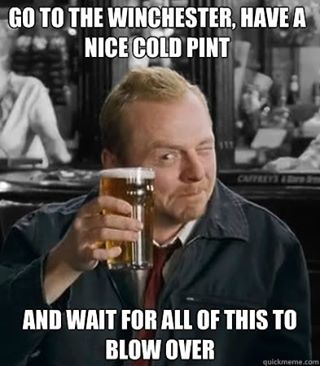 GO TO THE WINCHESTER, HAVE A
NICE COLD PINT
CAFFREY'S
AND WAIT FOR ALL OF THIS TO
BLOW OVER
quickmeme.com